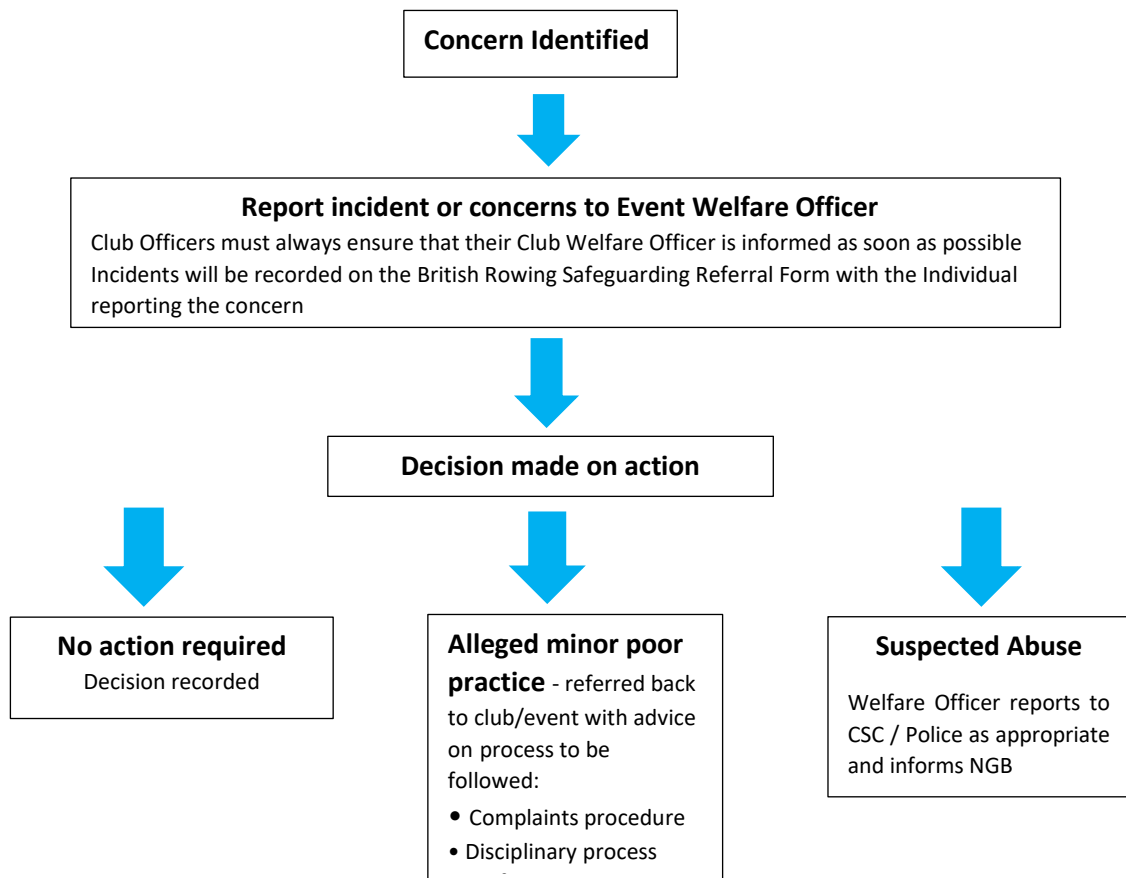 Concern Identified
Report incident or concerns to Event Welfare Officer
Club Officers must always ensure that their Club Welfare Officer is informed as soon as possible
Incidents will be recorded on the British Rowing Safeguarding Referral Form with the Individual
reporting the concern
Decision made on action
No action required
Decision recorded
Alleged minor poor
practice - referred back
to club/event with advice
on process to be
followed:
• Complaints procedure
• Disciplinary process
Suspected Abuse
Welfare Officer reports to
CSC / Police as appropriate
and informs NGB